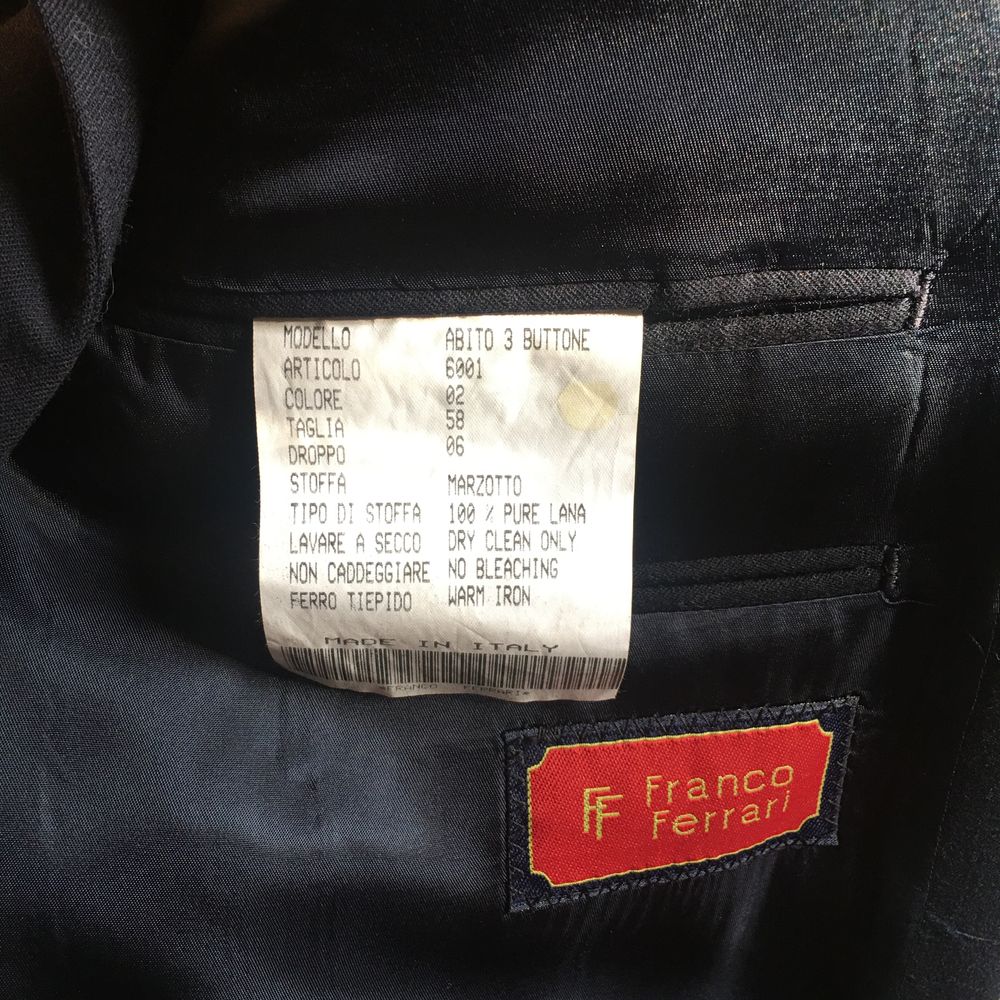 MODELLO ABITO 3 BUTTONE
ARTICOLO 6001
COLORE 02
TAGLIA 58
DROPPO 06
STOFFA MARZOTTO
TIPO DI STOFFA 100 % PURE LANA
LAVARE A SECCO DRY CLEAN ONLY
NON CADDEGGIARE NO BLEACHING
FERRO TIEPIDO WARM IRON
MADE IN ITALY
*FRANCO FERRARI*
FF Franco
Ferrari